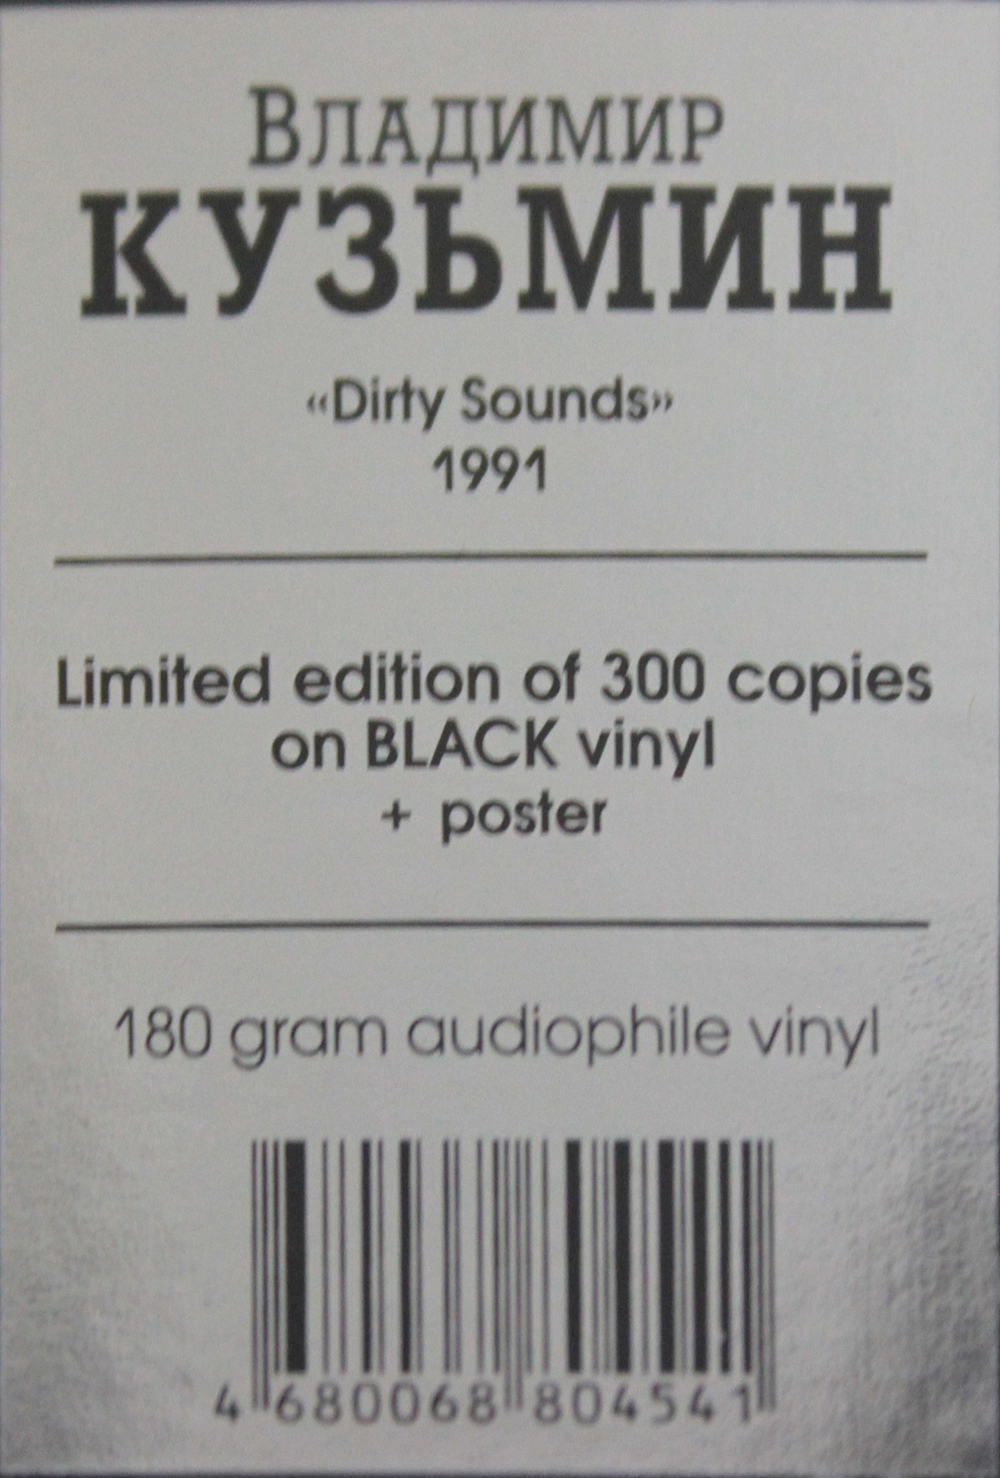 Владимир
КУЗЬМИН
«Dirty Sounds»
1991
Limited edition of 300 copies
on BLACK vinyl
+ poster
180 gram audiophile vinyl
4 680068 804541